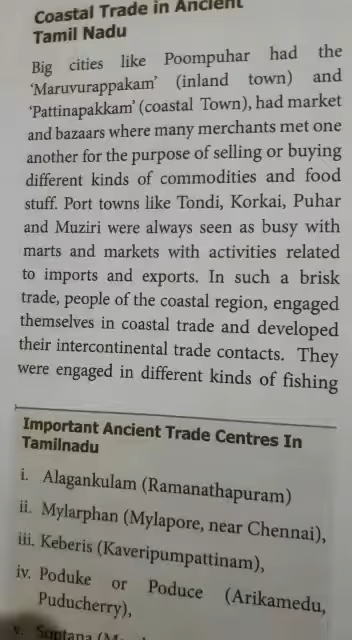 Coastal Trade in Ancient
Tamil Nadu
Big cities like Poompuhar had the
‘Maruvurappakam’ (inland town) and
‘Pattinapakkam’ (coastal Town), had market
and bazaars where many merchants met one
another for the purpose of selling or buying
different kinds of commodities and food
stuff. Port towns like Tondi, Korkai, Puhar
and Muziri were always seen as busy with
marts and markets with activities related
to imports and exports. In such a brisk
trade, people of the coastal region, engaged
themselves in coastal trade and developed
their intercontinental trade contacts. They
were engaged in different kinds of fishing
Important Ancient Trade Centres In
Tamilnadu
i. Alagankulam (Ramanathapuram)
ii. Mylarphan (Mylapore, near Chennai),
iii. Keberis (Kaveripumpattinam),
iv. Poduke or Poduce (Arikamedu,
Puducherry),
v. Soptana